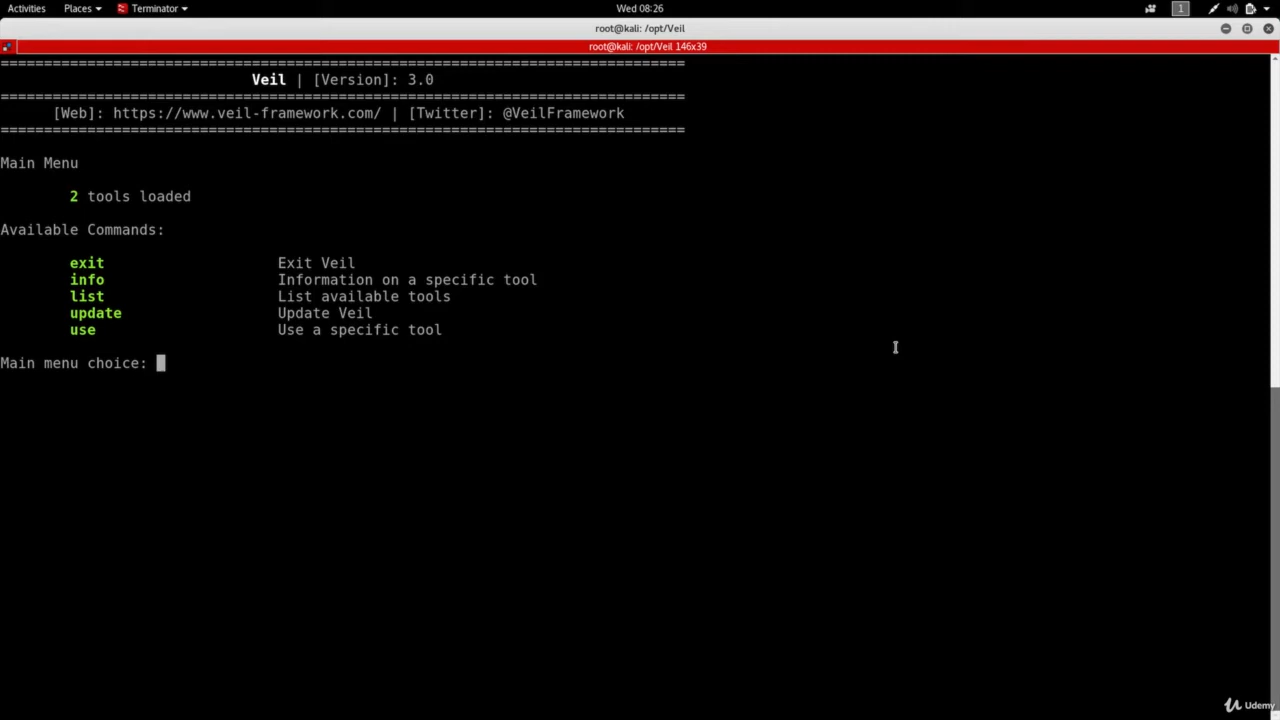 Activities Places Terminator Wed 08:26 1
root@kali: /opt/Veil
root@kali: /opt/Veil 146x39
===============================================================================
Veil | [Version]: 3.0
===============================================================================
[Web]: https://www.veil-framework.com/ | [Twitter]: @VeilFramework
===============================================================================
Main Menu
2 tools loaded
Available Commands:
exit Exit Veil
info Information on a specific tool
list List available tools
update Update Veil
use Use a specific tool
Main menu choice:
Udemy